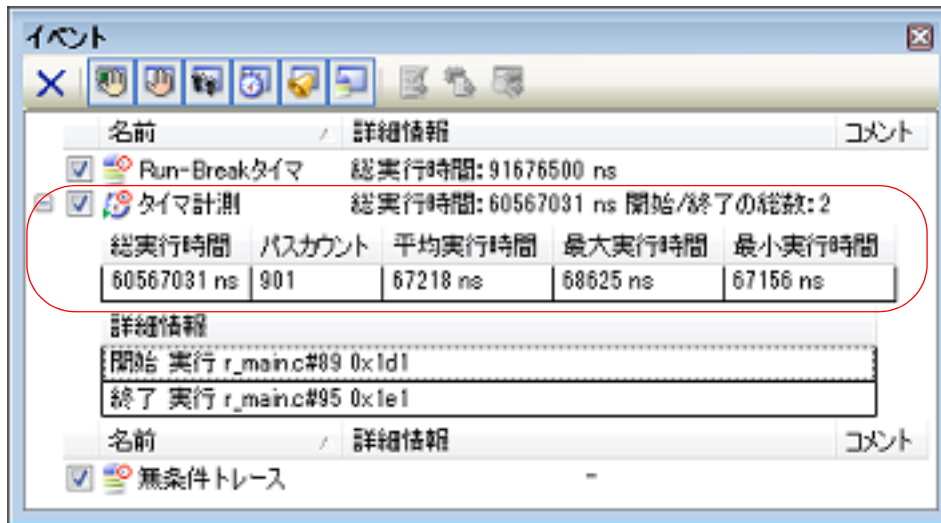 イベント
名前 詳細情報 コメント
Run-Breakタイマ 総実行時間: 91676500 ns
タイマ計測 総実行時間: 60567031 ns 開始/終了の総数: 2
総実行時間 パスカウント 平均実行時間 最大実行時間 最小実行時間
60567031 ns 901 67218 ns 68625 ns 67156 ns
詳細情報
開始 実行 r_main.c#89 0x1d1
終了 実行 r_main.c#95 0x1e1
名前 詳細情報 コメント
無条件トレース -